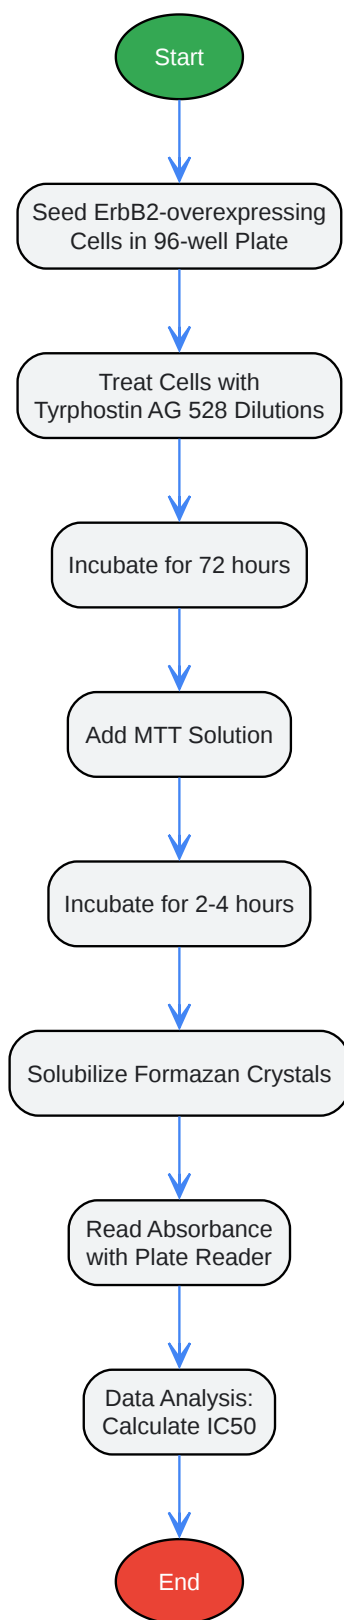 Start
Seed ErbB2-overexpressing
Cells in 96-well Plate
Treat Cells with
Tyrphostin AG 528 Dilutions
Incubate for 72 hours
Add MTT Solution
Incubate for 2-4 hours
Solubilize Formazan Crystals
Read Absorbance
with Plate Reader
Data Analysis:
Calculate IC50
End